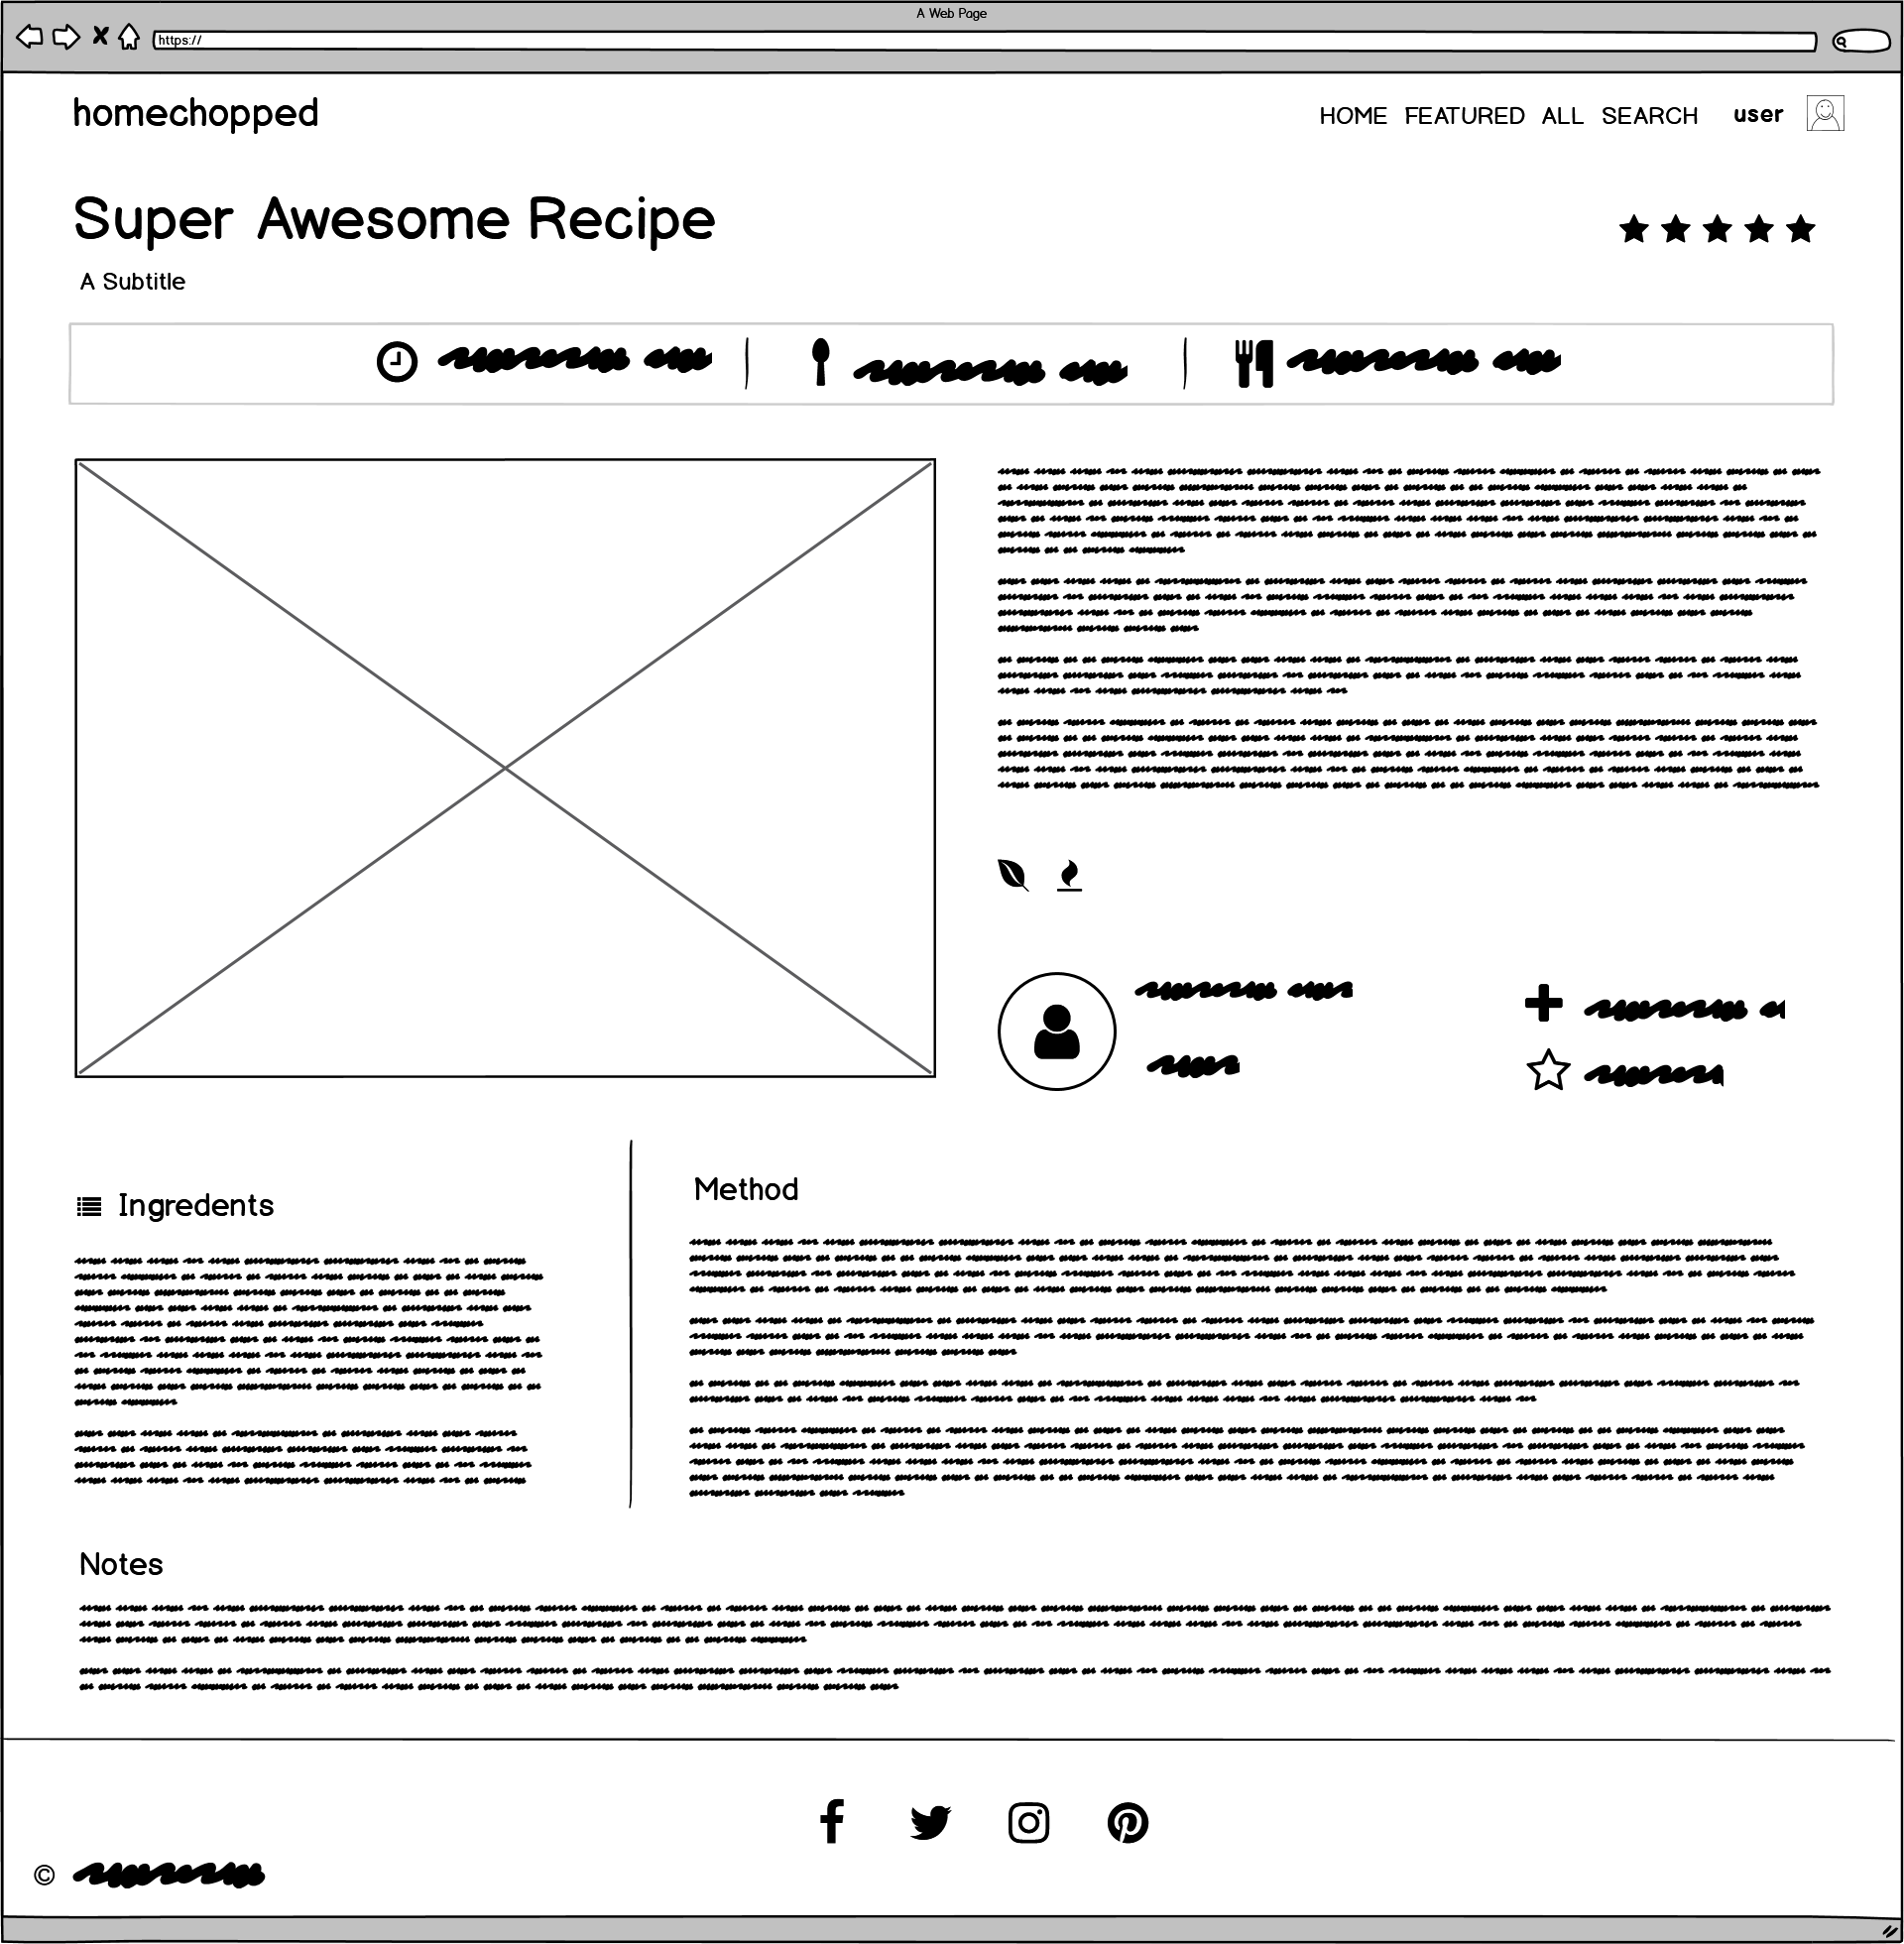 A Web Page
https://
homechopped
HOME FEATURED ALL SEARCH user
Super Awesome Recipe
A Subtitle
Ingredents
Method
Notes
©